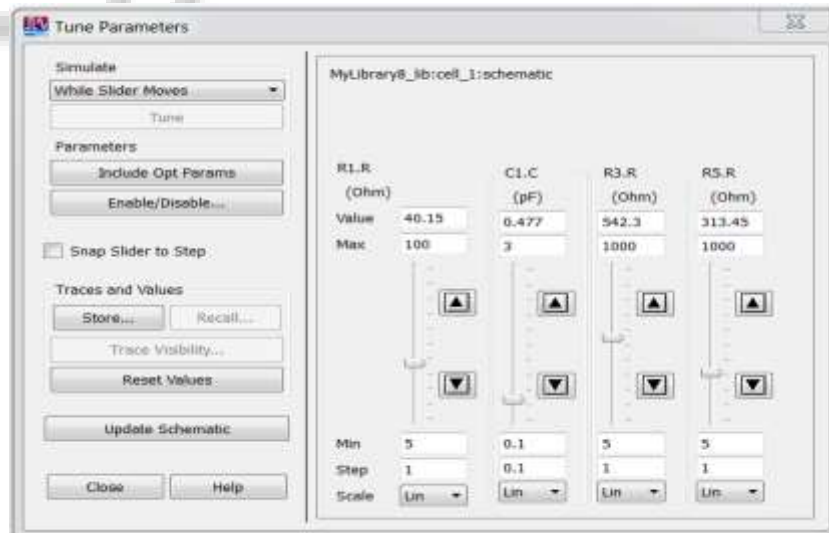 Tune Parameters
Simulate
While Slider Moves
Tune
Parameters
Include Opt Params
Enable/Disable...
Snap Slider to Step
Traces and Values
Store... Recall...
Trace Visibility...
Reset Values
Update Schematic
Close Help
MyLibrary8_lib:cell_1:schematic
R1.R C1.C R3.R R5.R
(Ohm) (pF) (Ohm) (Ohm)
Value 40.15 0.477 542.3 313.45
Max 100 3 1000 1000
Min 5 0.1 5 5
Step 1 0.1 1 1
Scale Lin Lin Lin Lin